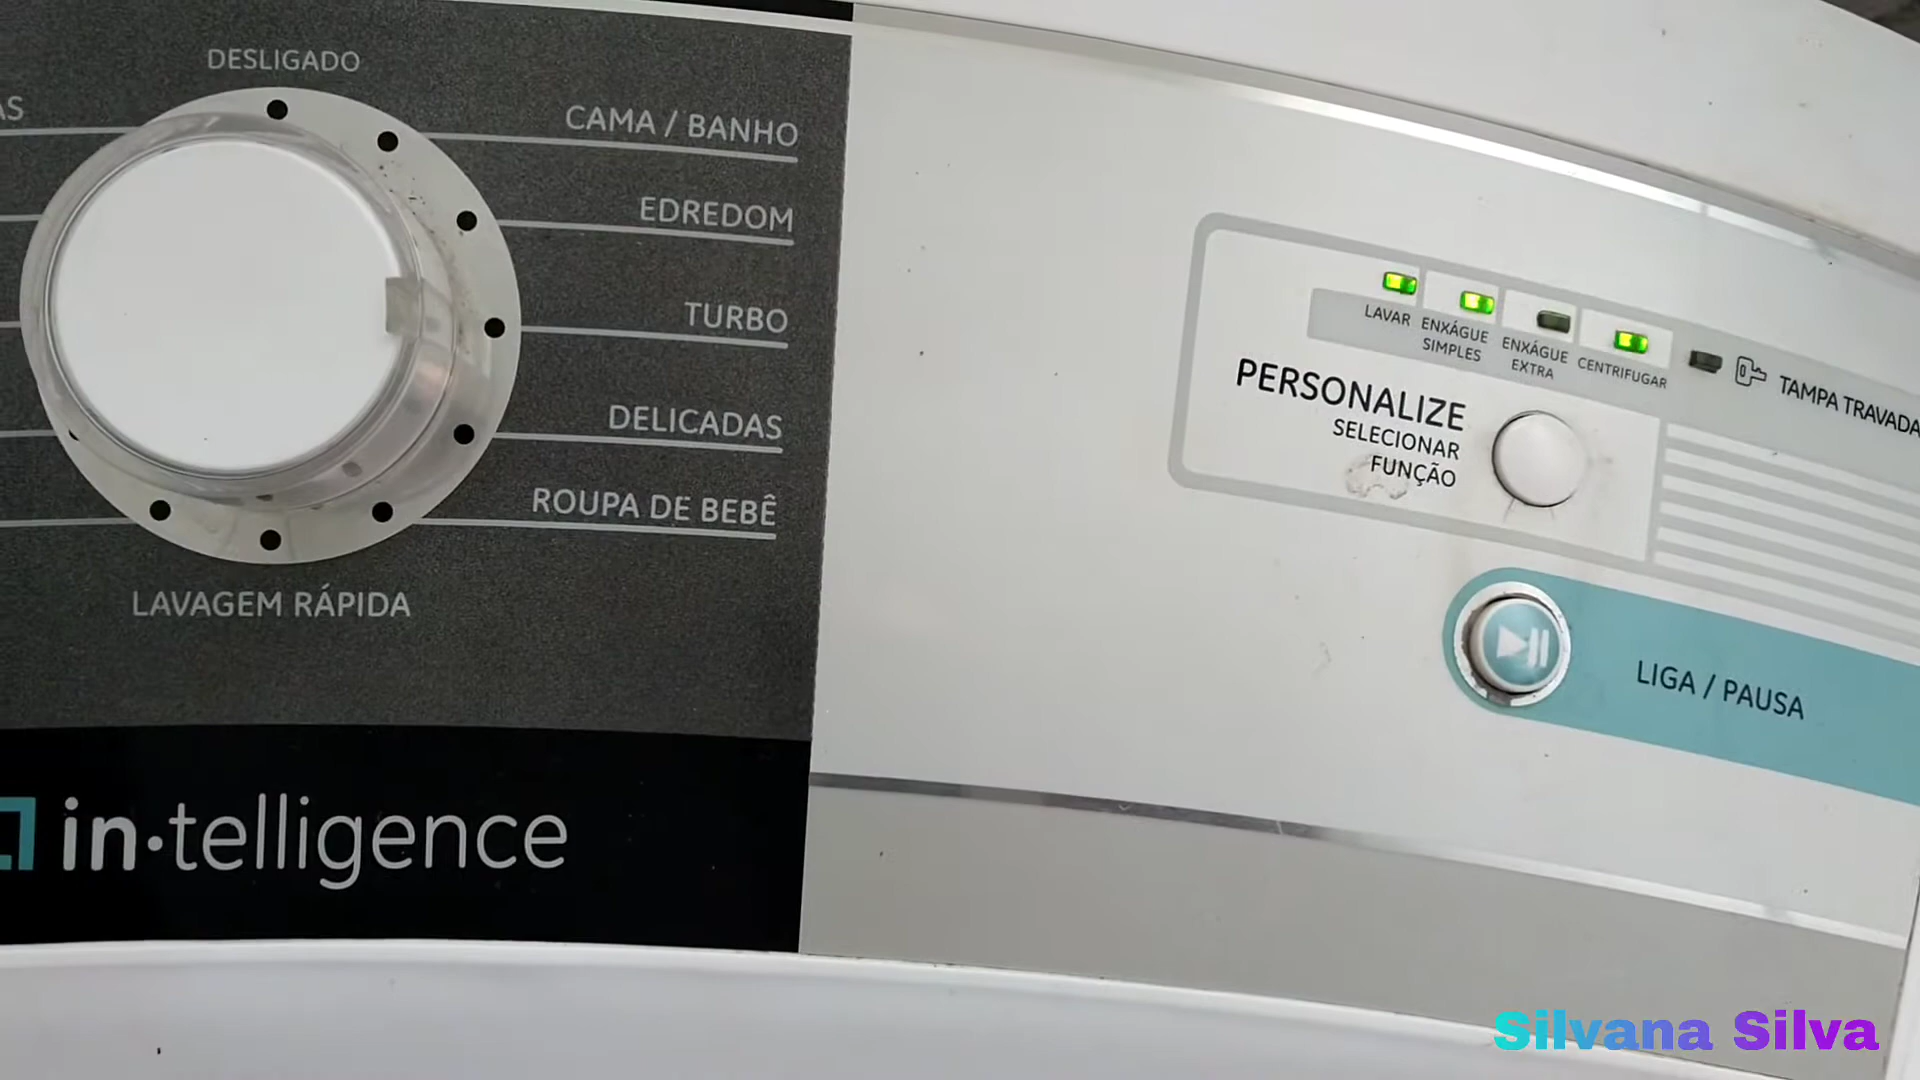 DESLIGADO
AS
CAMA / BANHO
EDREDOM
TURBO
DELICADAS
ROUPA DE BEBÊ
LAVAGEM RÁPIDA
in·telligence
LAVAR
ENXÁGUE
SIMPLES
ENXÁGUE
EXTRA
CENTRIFUGAR
TAMPA TRAVADA
PERSONALIZE
SELECIONAR
FUNÇÃO
LIGA / PAUSA
Silvana Silva